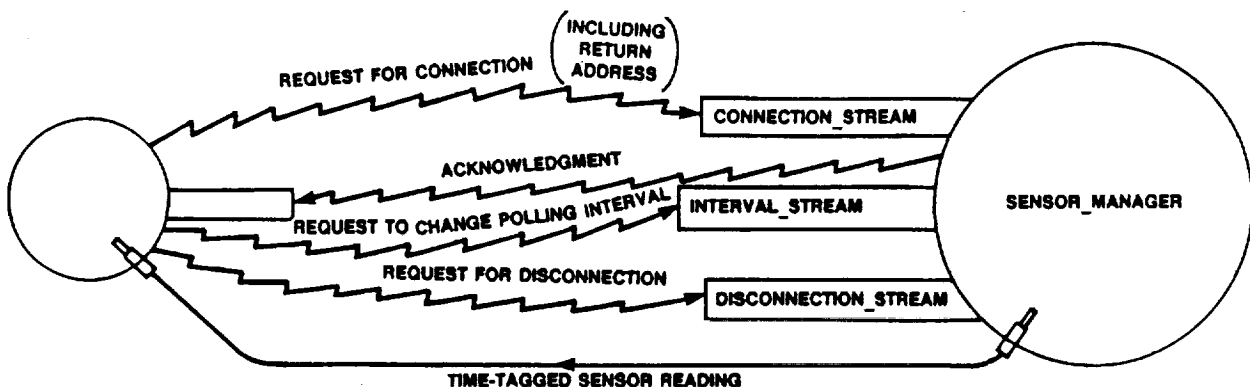 (INCLUDING
RETURN
ADDRESS)
REQUEST FOR CONNECTION
CONNECTION_STREAM
ACKNOWLEDGMENT
INTERVAL_STREAM
SENSOR_MANAGER
REQUEST TO CHANGE POLLING INTERVAL
REQUEST FOR DISCONNECTION
DISCONNECTION_STREAM
TIME-TAGGED SENSOR READING